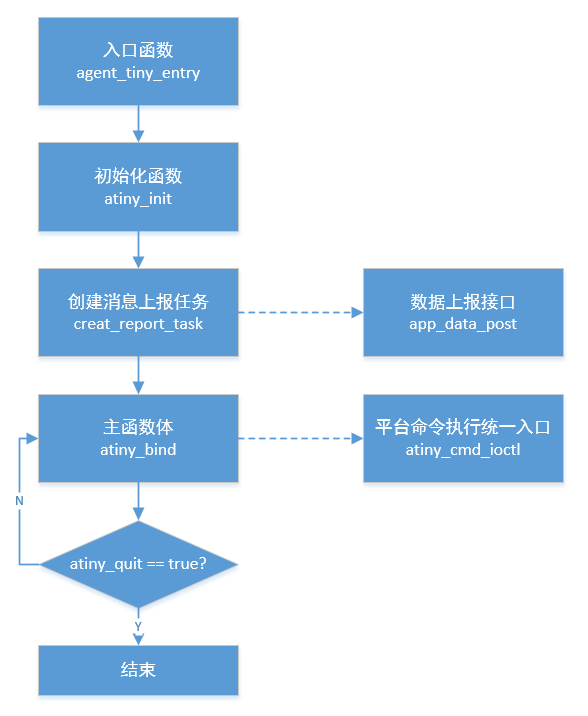 入口函数
agent_tiny_entry
初始化函数
atiny_init
创建消息上报任务
creat_report_task
数据上报接口
app_data_post
主函数体
atiny_bind
平台命令执行统一入口
atiny_cmd_ioctl
N
atiny_quit == true?
Y
结束